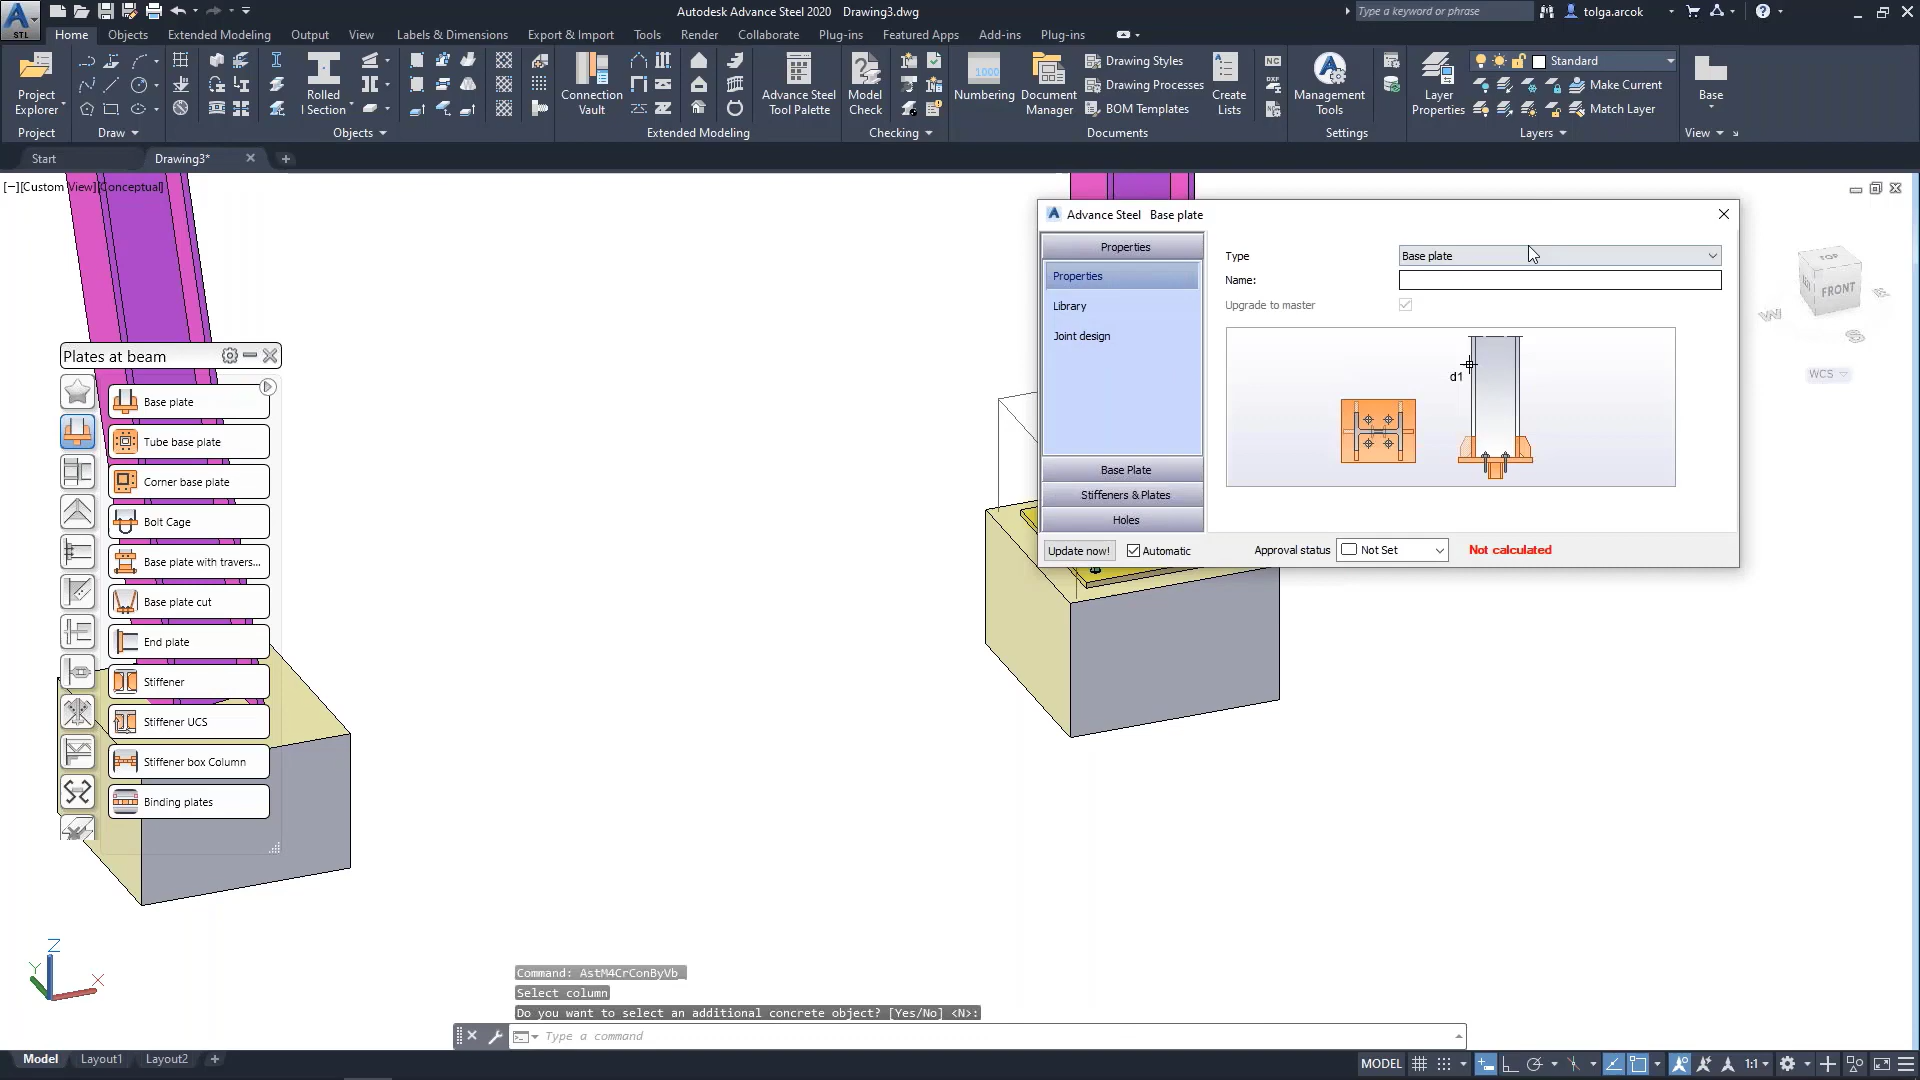 Autodesk Advance Steel 2020 Drawing3.dwg
Type a keyword or phrase
tolga.arcok
STL
Home Objects Extended Modeling Output View Labels & Dimensions Export & Import Tools Render Collaborate Plug-ins Featured Apps Add-ins Plug-ins
Project Explorer
Rolled I Section
Connection Vault
Advance Steel Tool Palette
Model Check
1000
Numbering
Document Manager
Drawing Styles
Drawing Processes
BOM Templates
Create Lists
NC
DXF
NC
Management Tools
Layer Properties
Standard
Make Current
Match Layer
Base
Project Draw Objects Extended Modeling Checking Documents Settings Layers View
Start Drawing3*
[−][Custom View][Conceptual]
Advance Steel Base plate
Properties
Properties
Library
Joint design
Base Plate
Stiffeners & Plates
Holes
Type Base plate
Name:
Upgrade to master
d1
Update now! Automatic Approval status Not Set Not calculated
TOP
FRONT
W
S
WCS
Plates at beam
Base plate
Tube base plate
Corner base plate
Bolt Cage
Base plate with travers...
Base plate cut
End plate
Stiffener
Stiffener UCS
Stiffener box Column
Binding plates
Z
Y X
Command: AstM4CrConByVb
Select column
Do you want to select an additional concrete object? [Yes/No] <N>:
Type a command
Model Layout1 Layout2
MODEL 1:1